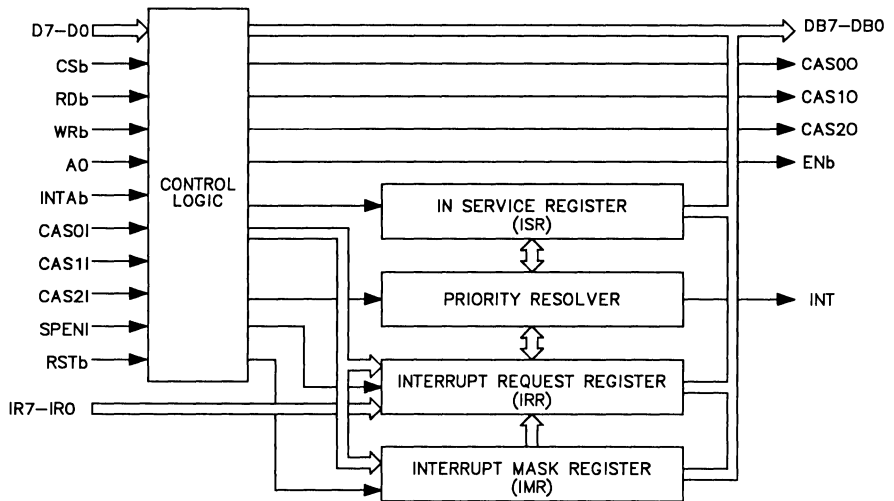 D7-D0
CSb
RDb
WRb
A0
INTAb
CAS0I
CAS1I
CAS2I
SPENI
RSTb
IR7-IR0
CONTROL
LOGIC
DB7-DB0
CAS0O
CAS1O
CAS2O
ENb
IN SERVICE REGISTER
(ISR)
PRIORITY RESOLVER
INT
INTERRUPT REQUEST REGISTER
(IRR)
INTERRUPT MASK REGISTER
(IMR)